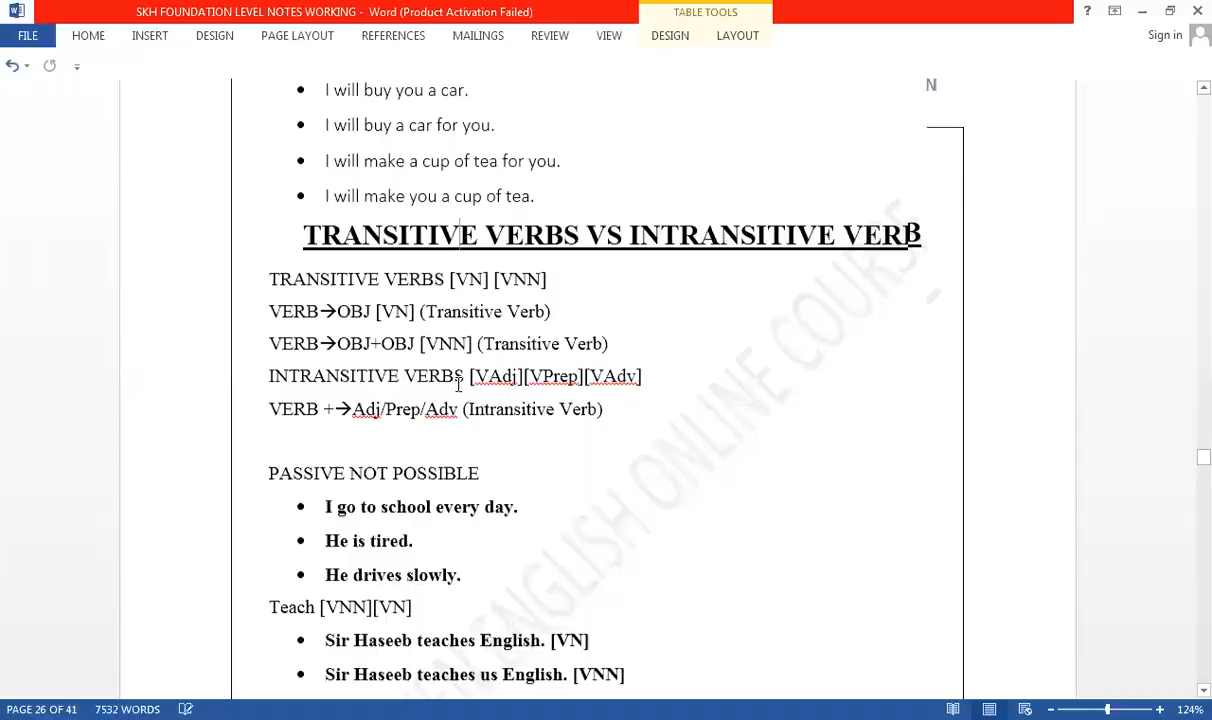 SKH FOUNDATION LEVEL NOTES WORKING - Word (Product Activation Failed)
TABLE TOOLS
FILE HOME INSERT DESIGN PAGE LAYOUT REFERENCES MAILINGS REVIEW VIEW DESIGN LAYOUT Sign in
N
• I will buy you a car.
• I will buy a car for you.
• I will make a cup of tea for you.
• I will make you a cup of tea.
TRANSITIVE VERBS VS INTRANSITIVE VERB
TRANSITIVE VERBS [VN] [VNN]
VERB→OBJ [VN] (Transitive Verb)
VERB→OBJ+OBJ [VNN] (Transitive Verb)
INTRANSITIVE VERBS [VAdj][VPrep][VAdv]
VERB +→Adj/Prep/Adv (Intransitive Verb)
PASSIVE NOT POSSIBLE
• I go to school every day.
• He is tired.
• He drives slowly.
Teach [VNN][VN]
• Sir Haseeb teaches English. [VN]
• Sir Haseeb teaches us English. [VNN]
ENGLISH ONLINE COURSE
PAGE 26 OF 41 7532 WORDS 124%